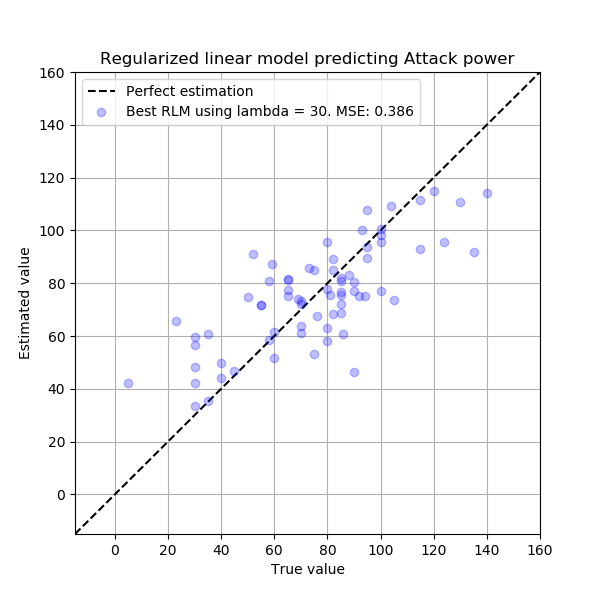 Regularized linear model predicting Attack power
160
140
120
100
80
60
40
20
0
Perfect estimation
Best RLM using lambda = 30. MSE: 0.386
Estimated value
0 20 40 60 80 100 120 140 160
True value